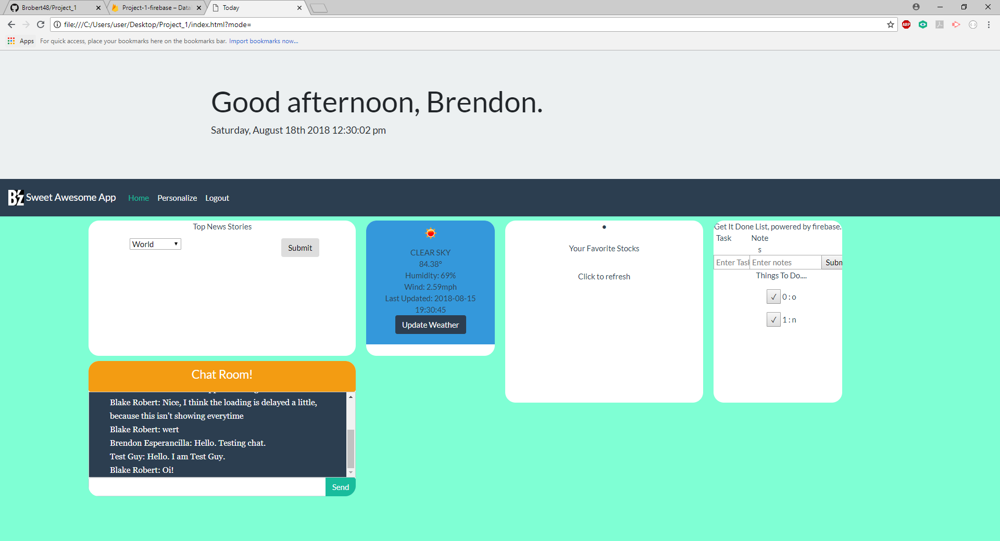 Brobert48/Project_1
Project-1-firebase – Data
Today
file:///C:/Users/user/Desktop/Project_1/index.html?mode=
ABP
Apps
For quick access, place your bookmarks here on the bookmarks bar. Import bookmarks now...
Good afternoon, Brendon.
Saturday, August 18th 2018 12:30:02 pm
B'z Sweet Awesome App
Home
Personalize
Logout
Top News Stories
World
Submit
CLEAR SKY
84.38°
Humidity: 69%
Wind: 2.59mph
Last Updated: 2018-08-15
19:30:45
Update Weather
Your Favorite Stocks
Click to refresh
Get It Done List, powered by firebase.
Task
Note
s
Enter Task
Enter notes
Subm
Things To Do....
✓ 0 : o
✓ 1 : n
Chat Room!
Blake Robert: Nice, I think the loading is delayed a little,
because this isn't showing everytime
Blake Robert: wert
Brendon Esperancilla: Hello. Testing chat.
Test Guy: Hello. I am Test Guy.
Blake Robert: Oi!
Send